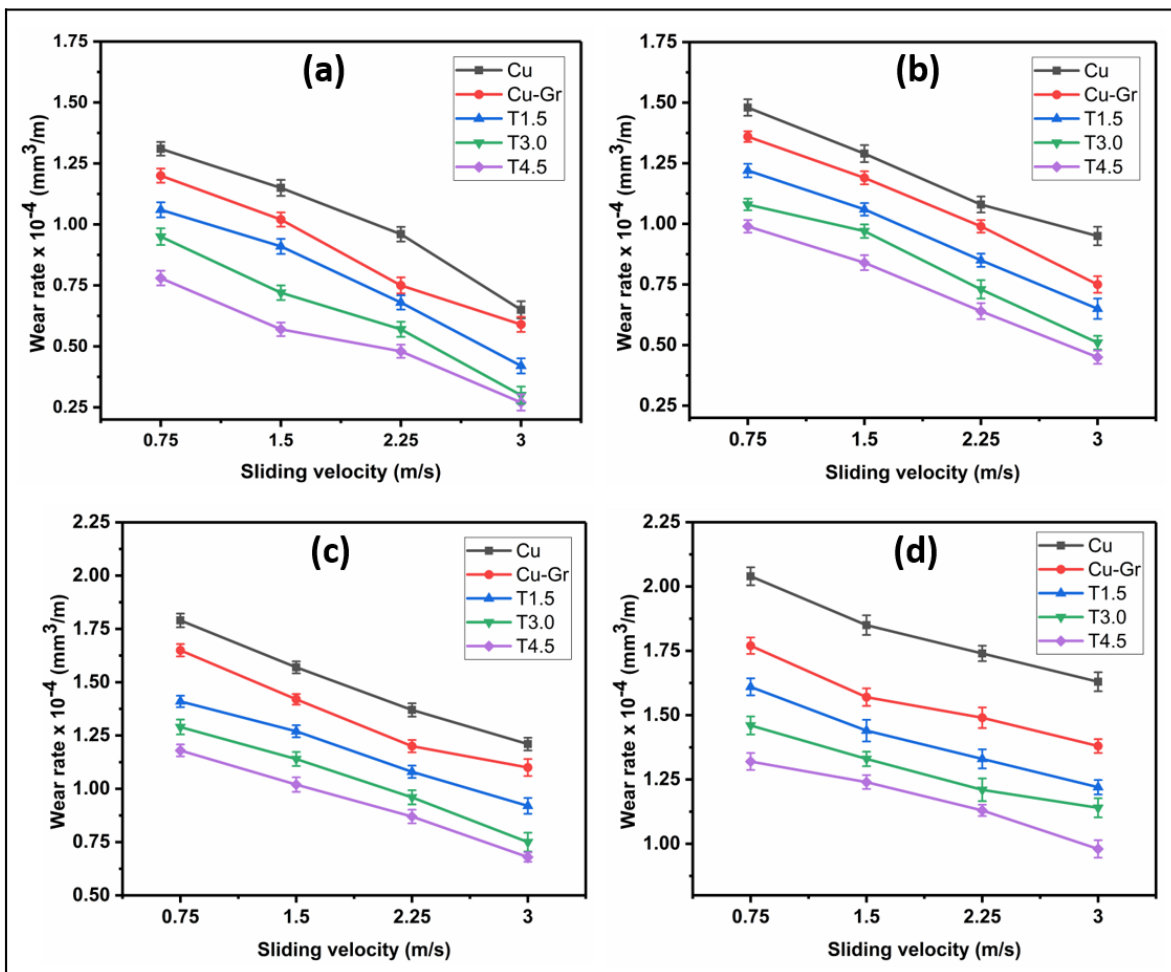 (a)
Cu
Cu-Gr
T1.5
T3.0
T4.5
1.75
1.50
1.25
1.00
0.75
0.50
0.25
Wear rate x 10⁻⁴ (mm³/m)
0.75 1.5 2.25 3
Sliding velocity (m/s)
(b)
Cu
Cu-Gr
T1.5
T3.0
T4.5
1.75
1.50
1.25
1.00
0.75
0.50
0.25
Wear rate x 10⁻⁴ (mm³/m)
0.75 1.5 2.25 3
Sliding velocity (m/s)
(c)
Cu
Cu-Gr
T1.5
T3.0
T4.5
2.25
2.00
1.75
1.50
1.25
1.00
0.75
0.50
Wear rate x 10⁻⁴ (mm³/m)
0.75 1.5 2.25 3
Sliding velocity (m/s)
(d)
Cu
Cu-Gr
T1.5
T3.0
T4.5
2.25
2.00
1.75
1.50
1.25
1.00
Wear rate x 10⁻⁴ (mm³/m)
0.75 1.5 2.25 3
Sliding velocity (m/s)